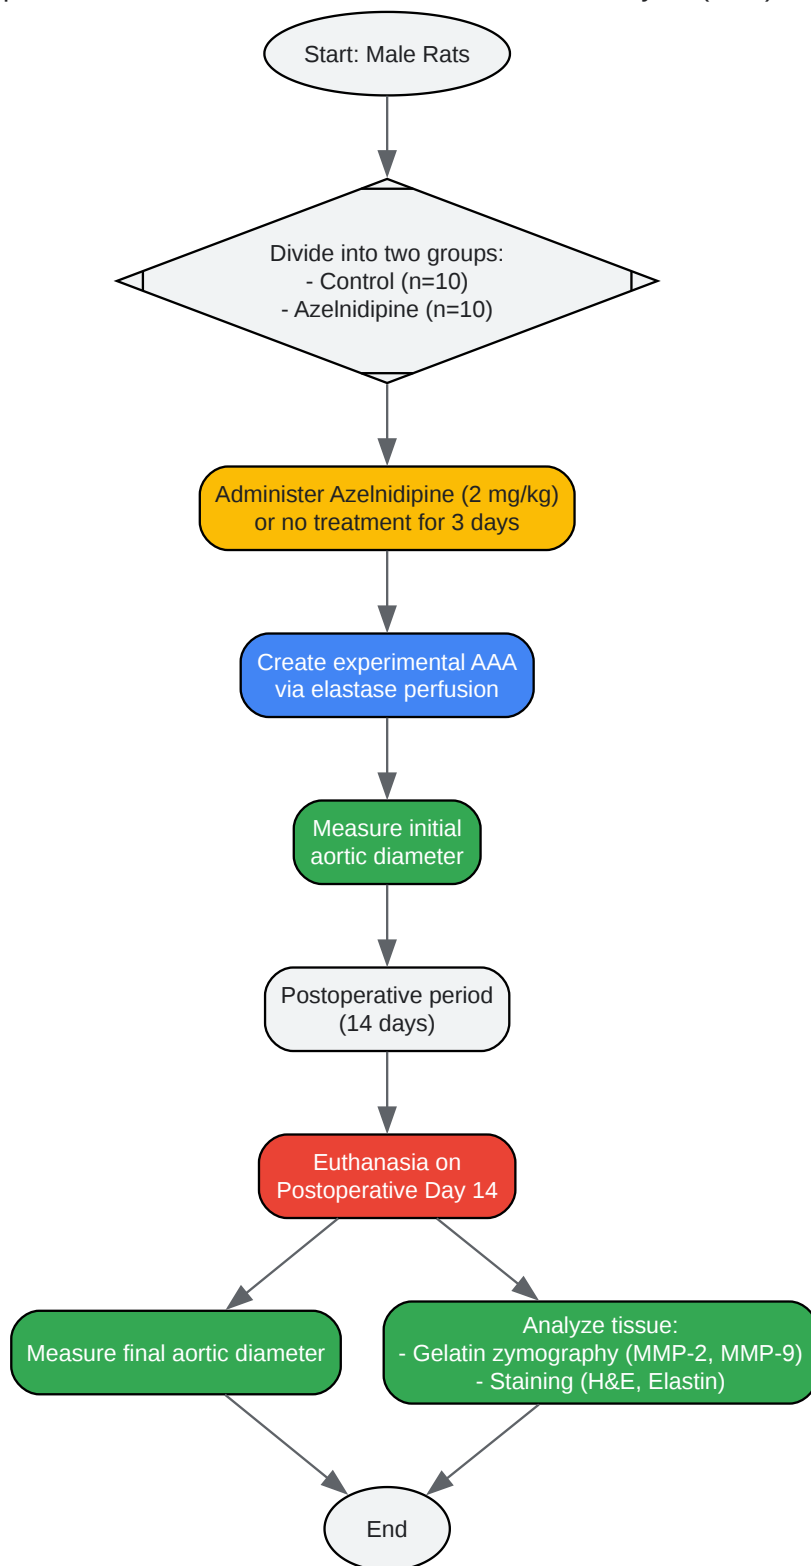 Start: Male Rats
Divide into two groups:
- Control (n=10)
- Azelnidipine (n=10)
Administer Azelnidipine (2 mg/kg)
or no treatment for 3 days
Create experimental AAA
via elastase perfusion
Measure initial
aortic diameter
Postoperative period
(14 days)
Euthanasia on
Postoperative Day 14
Measure final aortic diameter
Analyze tissue:
- Gelatin zymography (MMP-2, MMP-9)
- Staining (H&E, Elastin)
End